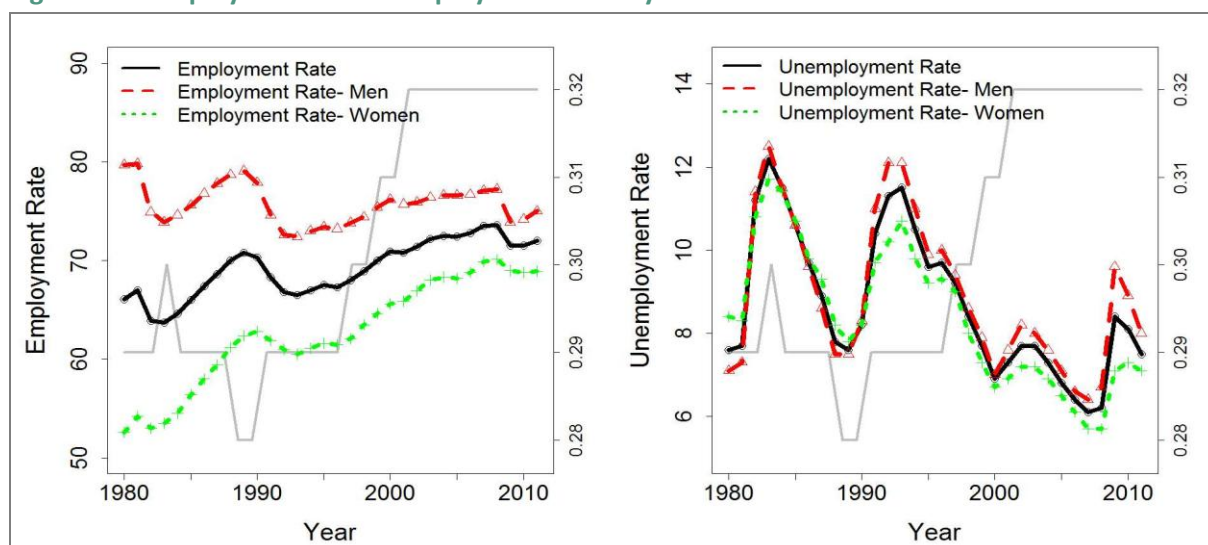 Employment Rate
Employment Rate- Men
Employment Rate- Women
Employment Rate
90
80
70
60
50
0.32
0.31
0.30
0.29
0.28
1980
1990
2000
2010
Year
Unemployment Rate
Unemployment Rate- Men
Unemployment Rate- Women
Unemployment Rate
14
12
10
8
6
0.32
0.31
0.30
0.29
0.28
1980
1990
2000
2010
Year